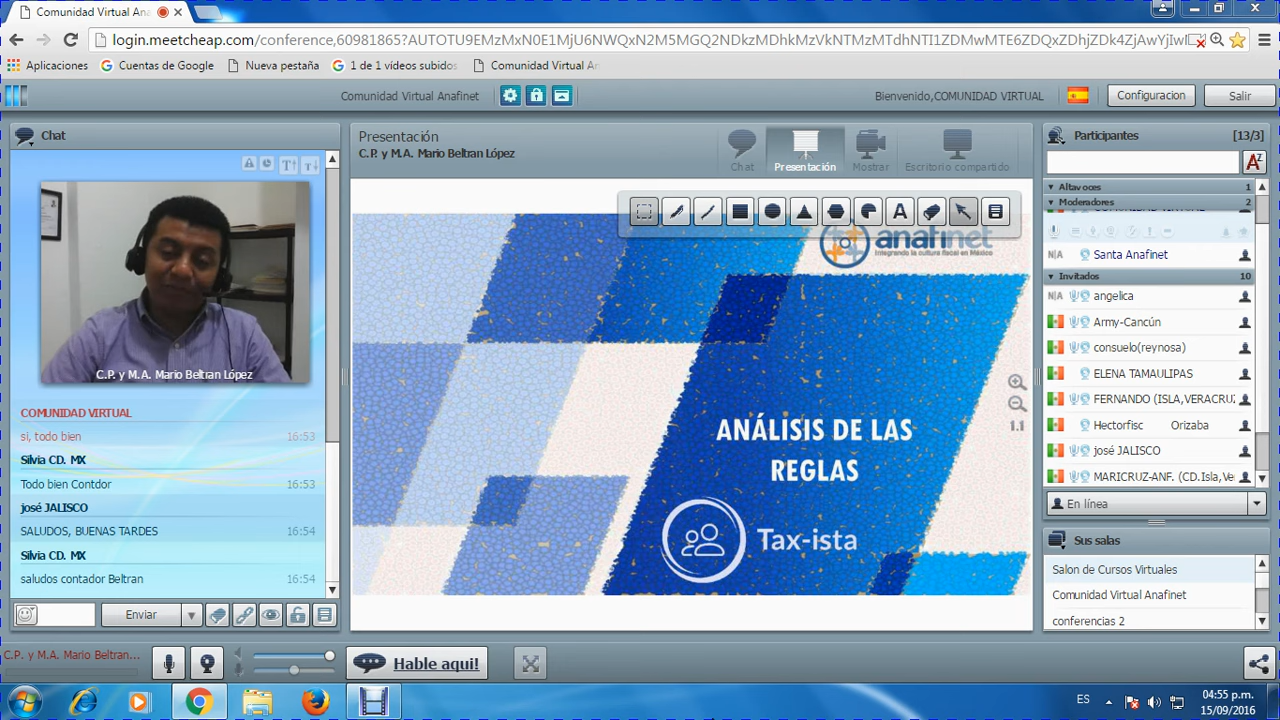 Comunidad Virtual Ana
login.meetcheap.com/conference,60981865?AUTOTU9EMzMxN0E1MjU6NWQxN2M5MGQ2NDkzMDhkMzVkNTMzMTdhNTI1ZDMwMTE6ZDQxZDhjZDk4ZjAwYjIwI
Aplicaciones
Cuentas de Google
Nueva pestaña
1 de 1 vídeos subidos
Comunidad Virtual An
Comunidad Virtual Anafinet
Bienvenido,COMUNIDAD VIRTUAL
Configuracion
Salir
Chat
C.P. y M.A. Mario Beltran López
COMUNIDAD VIRTUAL
si, todo bien 16:53
Silvia CD. MX
Todo bien Contdor 16:53
josé JALISCO
SALUDOS, BUENAS TARDES 16:54
Silvia CD. MX
saludos contador Beltran 16:54
Enviar
Presentación
C.P. y M.A. Mario Beltran López
Chat
Presentación
Mostrar
Escritorio compartido
anafinet
Integrando la cultura fiscal en México
ANÁLISIS DE LAS
REGLAS
Tax-ista
1:1
Participantes [13/3]
Altavoces 1
Moderadores 2
N/A Santa Anafinet
Invitados 10
N/A angelica
Army-Cancún
consuelo(reynosa)
ELENA TAMAULIPAS
FERNANDO (ISLA,VERACRUZ
Hectorfisc Orizaba
josé JALISCO
MARICRUZ-ANF. (CD.Isla,Ve
En línea
Sus salas
Salon de Cursos Virtuales
Comunidad Virtual Anafinet
conferencias 2
C.P. y M.A. Mario Beltran...
Hable aqui!
ES
04:55 p.m.
15/09/2016